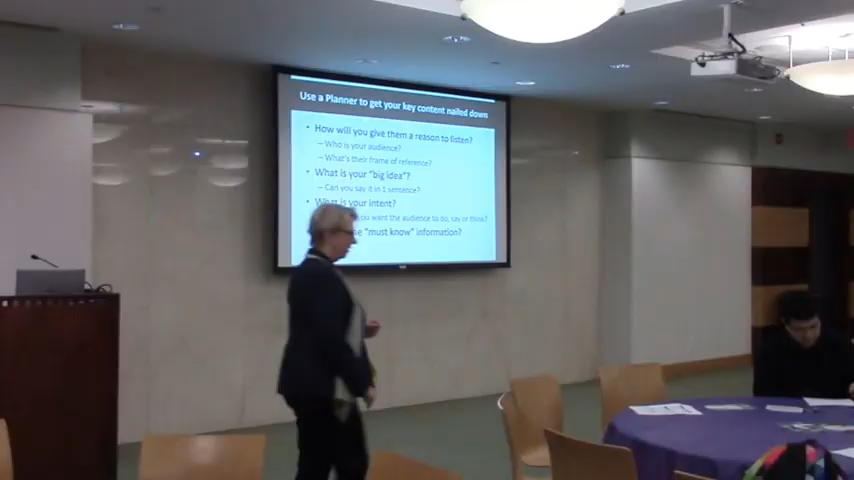 Use a Planner to get your key content nailed down
• How will you give them a reason to listen?
– Who is your audience?
– What's their frame of reference?
• What is your "big idea"?
– Can you say it in 1 sentence?
• What is your intent?
you want the audience to do, say or think?
"must know" information?